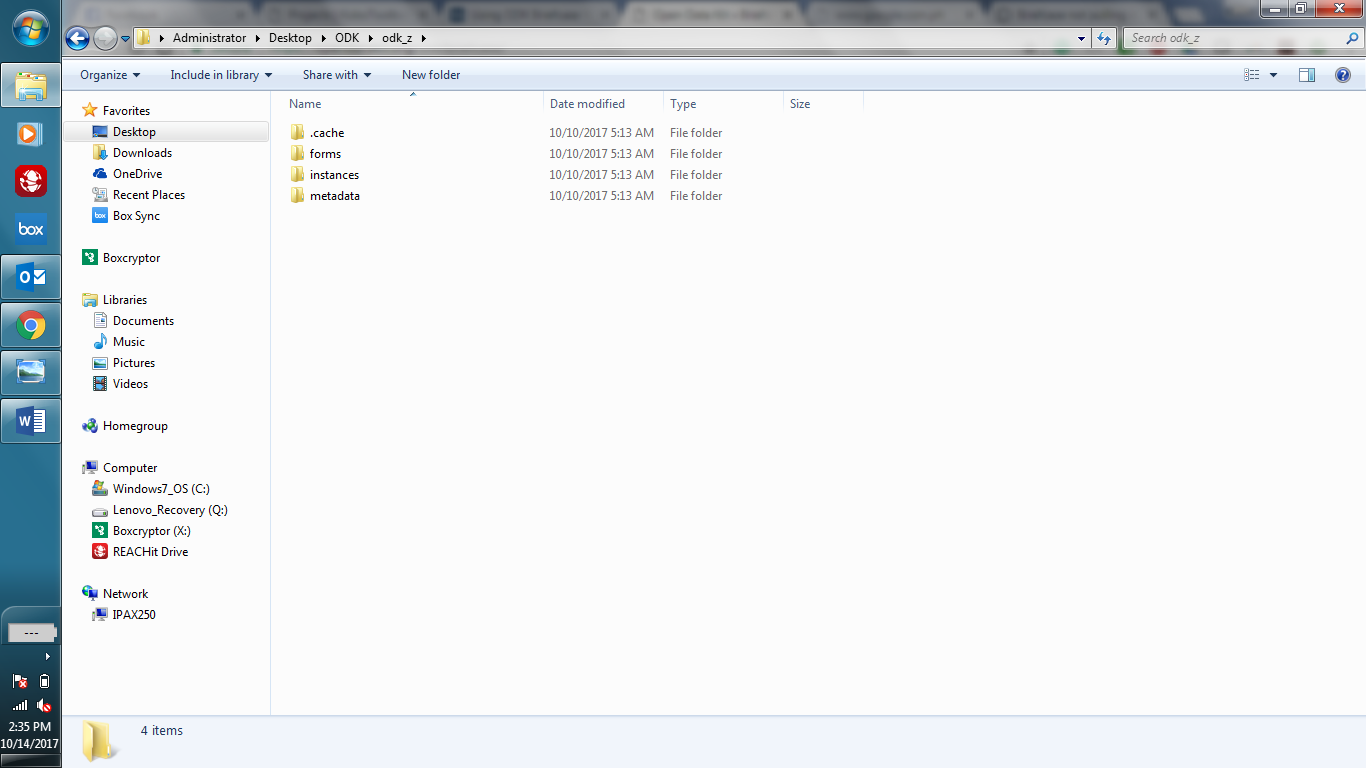 Administrator Desktop ODK odk_z
Search odk_z
Organize Include in library Share with New folder
Name Date modified Type Size
.cache 10/10/2017 5:13 AM File folder
forms 10/10/2017 5:13 AM File folder
instances 10/10/2017 5:13 AM File folder
metadata 10/10/2017 5:13 AM File folder
Favorites
Desktop
Downloads
OneDrive
Recent Places
box Box Sync
Boxcryptor
Libraries
Documents
Music
Pictures
Videos
Homegroup
Computer
Windows7_OS (C:)
Lenovo_Recovery (Q:)
Boxcryptor (X:)
REACHit Drive
Network
IPAX250
4 items
box
O
W
---
2:35 PM
10/14/2017